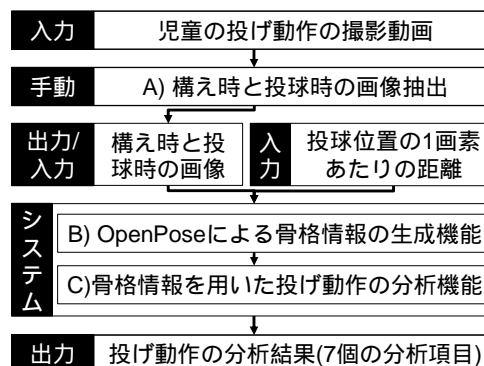 入力
児童の投げ動作の撮影動画
手動
A) 構え時と投球時の画像抽出
出力/
入力
構え時と投
球時の画像
入力
投球位置の1画素
あたりの距離
システム
B) OpenPoseによる骨格情報の生成機能
C)骨格情報を用いた投げ動作の分析機能
出力
投げ動作の分析結果(7個の分析項目)